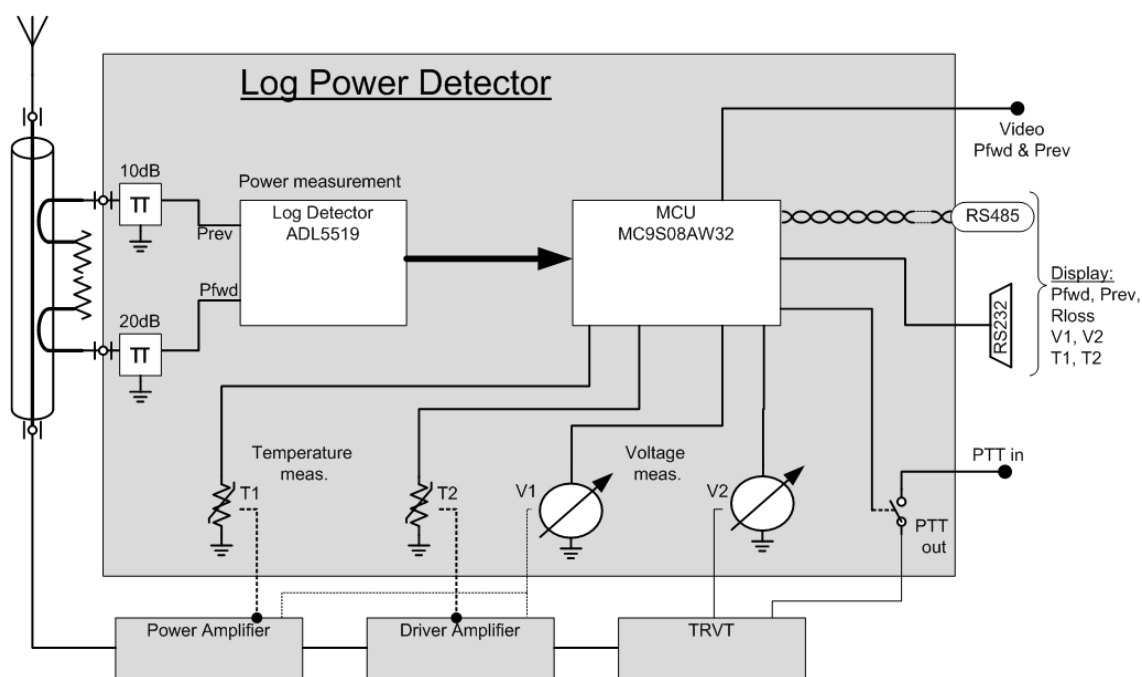 Log Power Detector
Video
Pfwd & Prev
10dB
π
Power measurement
Log Detector
ADL5519
Prev
Pfwd
MCU
MC9S08AW32
RS485
Display:
Pfwd, Prev,
Rloss
V1, V2
T1, T2
RS232
20dB
π
Temperature
meas.
Voltage
meas.
T1
T2
V1
V2
PTT in
PTT
out
Power Amplifier
Driver Amplifier
TRVT